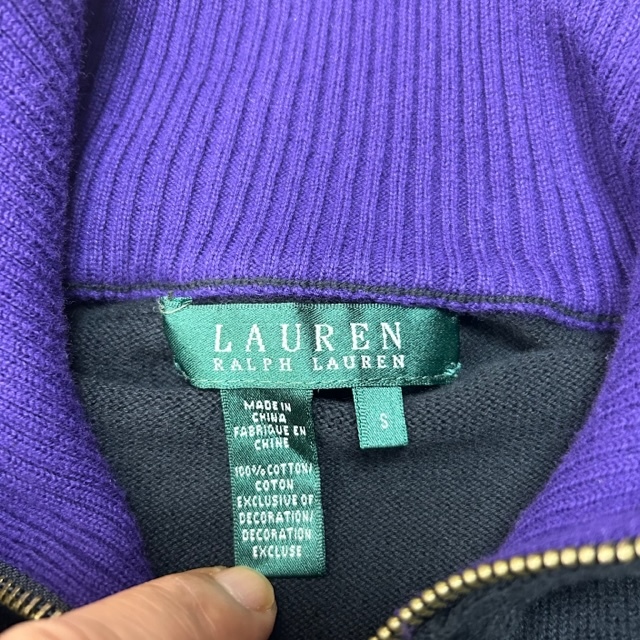 LAUREN
RALPH LAUREN
S
MADE IN
CHINA
FABRIQUE EN
CHINE
100% COTTON/
COTON
EXCLUSIVE OF
DECORATION/
DECORATION
EXCLUSE